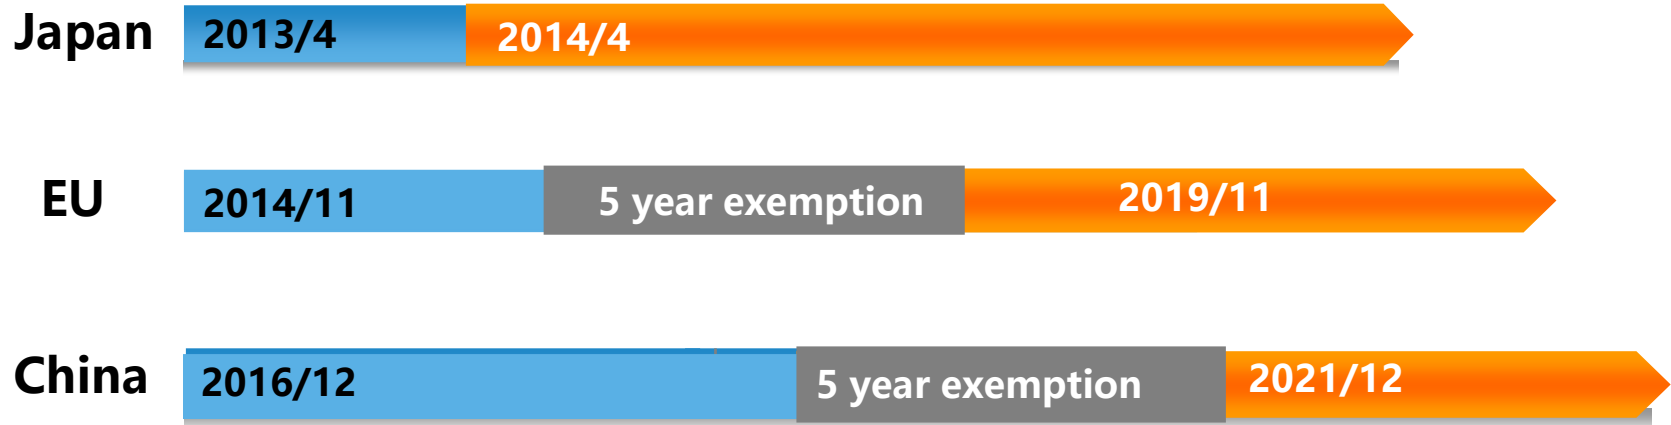 Japan 2013/4 2014/4
EU 2014/11 5 year exemption 2019/11
China 2016/12 5 year exemption 2021/12